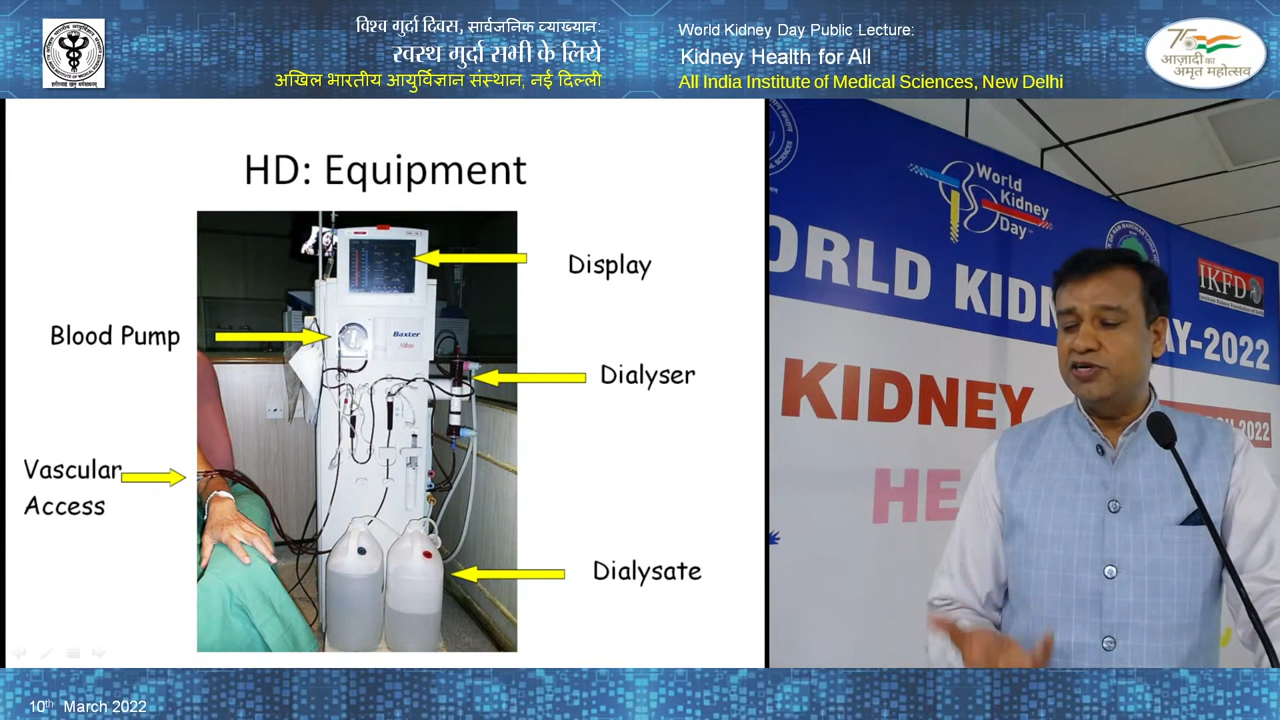 विश्व गुर्दा दिवस, सार्वजनिक व्याख्यान:
स्वस्थ गुर्दा सभी के लिये
अखिल भारतीय आयुर्विज्ञान संस्थान, नई दिल्ली
World Kidney Day Public Lecture:
Kidney Health for All
All India Institute of Medical Sciences, New Delhi
75
आज़ादी का
अमृत महोत्सव
HD: Equipment
Display
Blood Pump
Baxter
Dialyser
Vascular
Access
Dialysate
World
Kidney
Day
IKFD
ORLD KIDN AY-2022
KIDNEY
2022
HE
10th March 2022